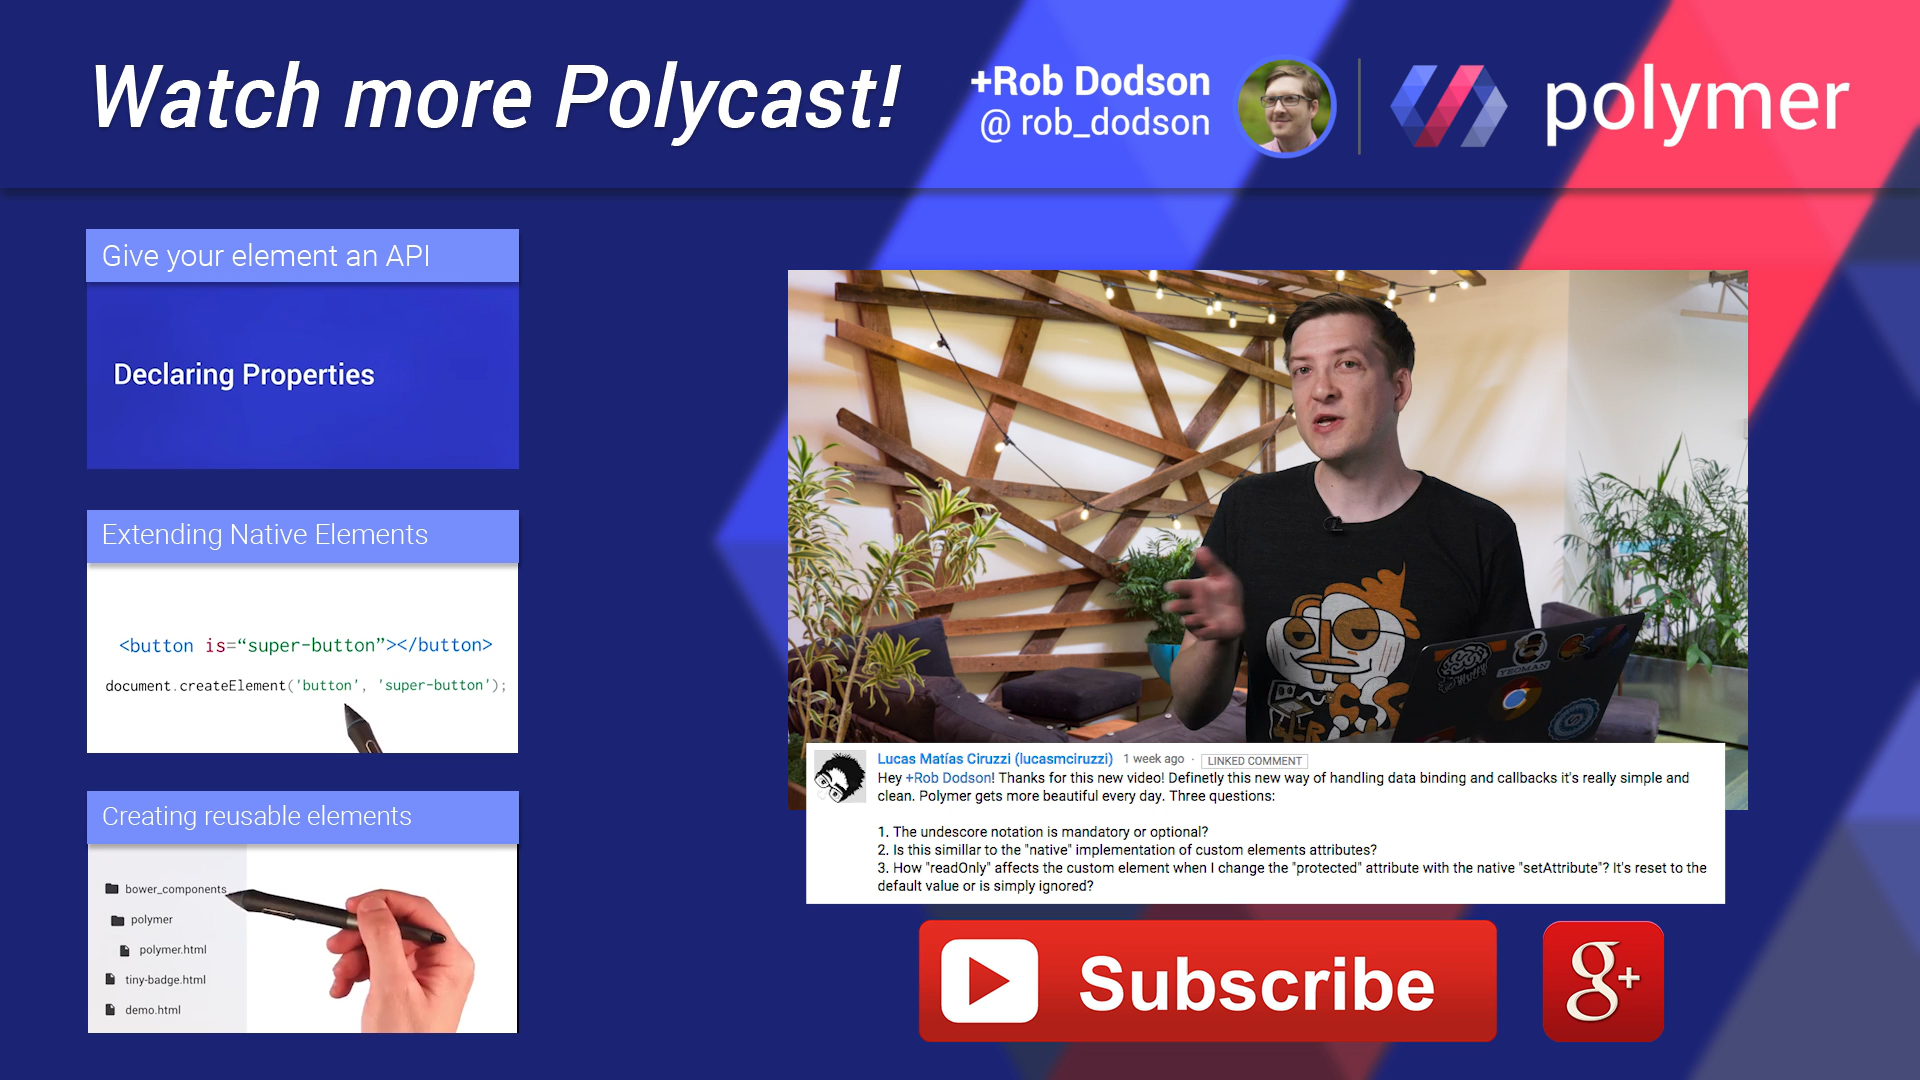 Watch more Polycast!
+Rob Dodson
@ rob_dodson
polymer
Give your element an API
Declaring Properties
Extending Native Elements
<button is=“super-button”></button>
document.createElement('button', 'super-button');
Creating reusable elements
bower_components
polymer
polymer.html
tiny-badge.html
demo.html
YEOMAN
Lucas Matías Ciruzzi (lucasmciruzzi) 1 week ago · LINKED COMMENT
Hey +Rob Dodson! Thanks for this new video! Definetly this new way of handling data binding and callbacks it's really simple and
clean. Polymer gets more beautiful every day. Three questions:
1. The undescore notation is mandatory or optional?
2. Is this simillar to the "native" implementation of custom elements attributes?
3. How "readOnly" affects the custom element when I change the "protected" attribute with the native "setAttribute"? It's reset to the
default value or is simply ignored?
Subscribe
g+